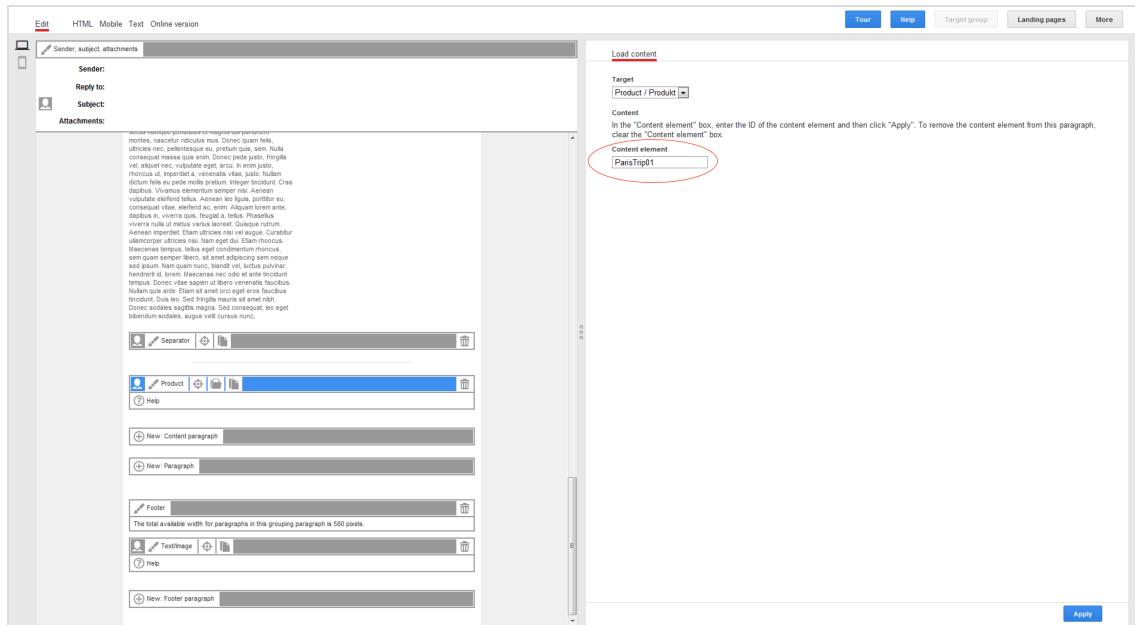 Edit HTML Mobile Text Online version
Tour Help Target group Landing pages More
Sender, subject, attachments
Sender:
Reply to:
Subject:
Attachments:
montes, nascetur ridiculus mus. Donec quam felis,
ultricies nec, pellentesque eu, pretium quis, sem. Nulla
consequat massa quis enim. Donec pede justo, fringilla
vel, aliquet nec, vulputate eget, arcu. In enim justo,
rhoncus ut, imperdiet a, venenatis vitae, justo. Nullam
dictum felis eu pede mollis pretium. Integer tincidunt. Cras
dapibus. Vivamus elementum semper nisi. Aenean
vulputate eleifend tellus. Aenean leo ligula, porttitor eu,
consequat vitae, eleifend ac, enim. Aliquam lorem ante,
dapibus in, viverra quis, feugiat a, tellus. Phasellus
viverra nulla ut metus varius laoreet. Quisque rutrum.
Aenean imperdiet. Etiam ultricies nisi vel augue. Curabitur
ullamcorper ultricies nisi. Nam eget dui. Etiam rhoncus.
Maecenas tempus, tellus eget condimentum rhoncus,
sem quam semper libero, sit amet adipiscing sem neque
sed ipsum. Nam quam nunc, blandit vel, luctus pulvinar,
hendrerit id, lorem. Maecenas nec odio et ante tincidunt
tempus. Donec vitae sapien ut libero venenatis faucibus.
Nullam quis ante. Etiam sit amet orci eget eros faucibus
tincidunt. Duis leo. Sed fringilla mauris sit amet nibh.
Donec sodales sagittis magna. Sed consequat, leo eget
bibendum sodales, augue velit cursus nunc,
Separator
Product
Help
New: Content paragraph
New: Paragraph
Footer
The total available width for paragraphs in this grouping paragraph is 580 pixels.
Text/Image
Help
New: Footer paragraph
Load content
Target
Product / Produkt
Content
In the "Content element" box, enter the ID of the content element and then click "Apply". To remove the content element from this paragraph,
clear the "Content element" box.
Content element
ParisTrip01
Apply